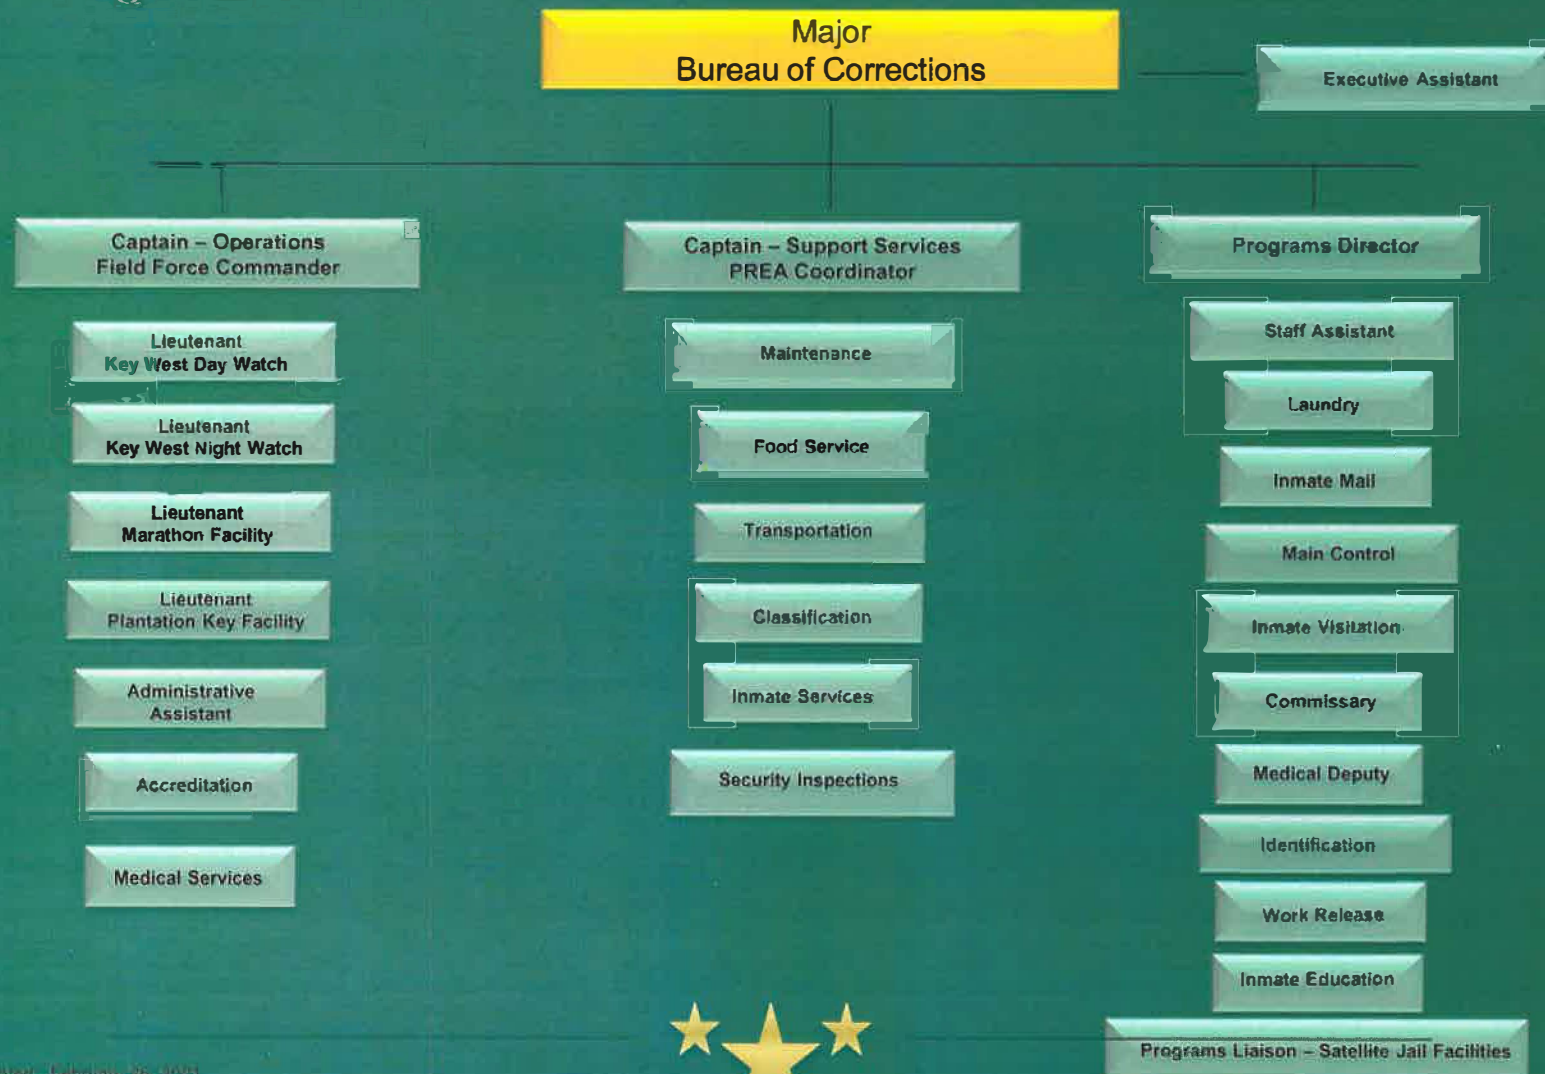 Major
Bureau of Corrections
Executive Assistant
Captain – Operations
Field Force Commander
Lieutenant
Key West Day Watch
Lieutenant
Key West Night Watch
Lieutenant
Marathon Facility
Lieutenant
Plantation Key Facility
Administrative
Assistant
Accreditation
Medical Services
Captain – Support Services
PREA Coordinator
Maintenance
Food Service
Transportation
Classification
Inmate Services
Security Inspections
Programs Director
Staff Assistant
Laundry
Inmate Mail
Main Control
Inmate Visitation
Commissary
Medical Deputy
Identification
Work Release
Inmate Education
Programs Liaison – Satellite Jail Facilities